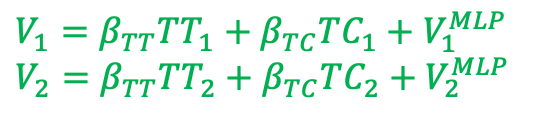 V₁ = β_TT TT₁ + β_TC TC₁ + V₁^MLP
V₂ = β_TT TT₂ + β_TC TC₂ + V₂^MLP